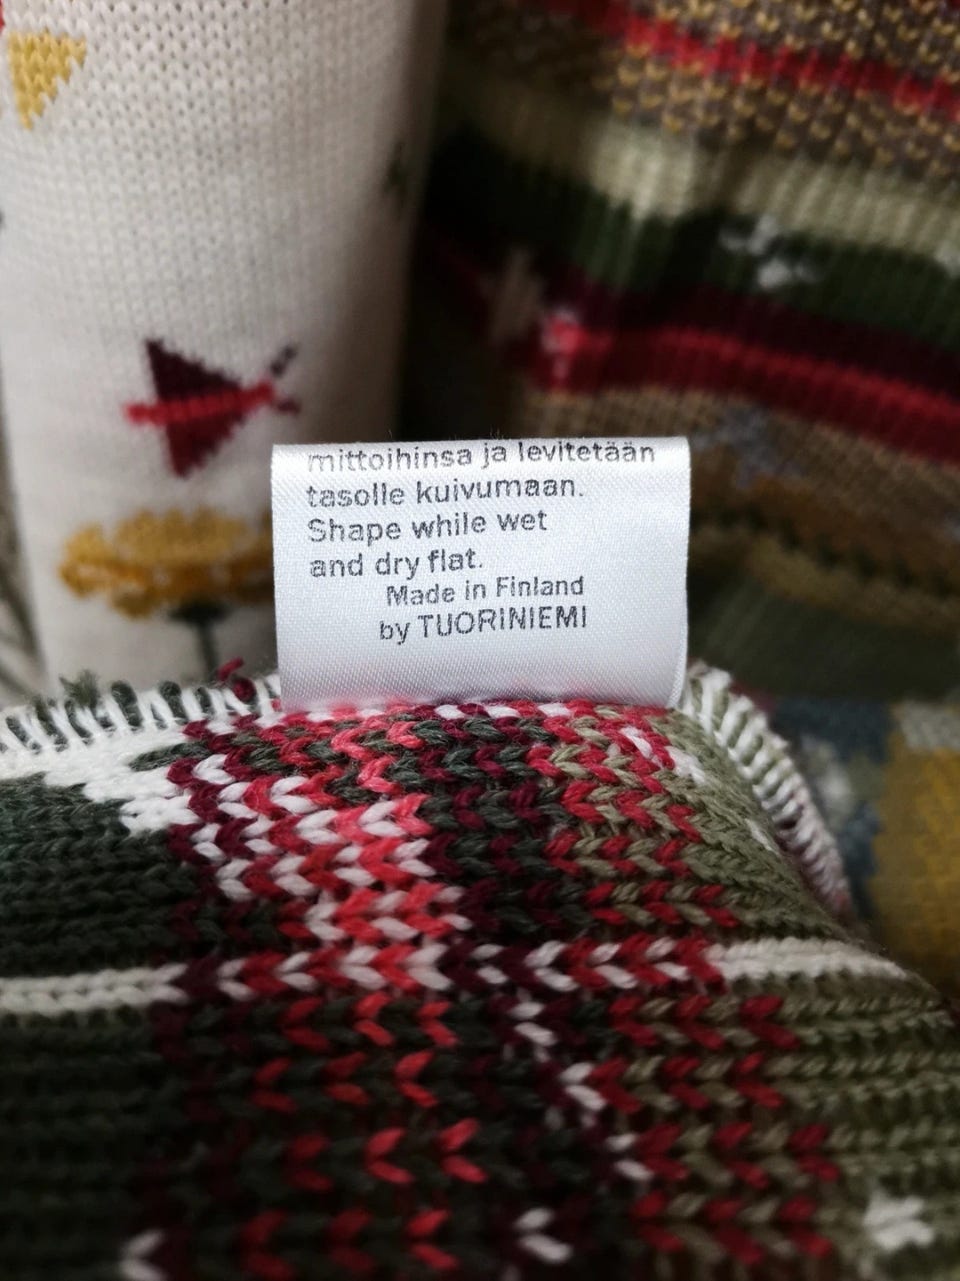 mittoihinsa ja levitetään
tasolle kuivumaan.
Shape while wet
and dry flat.
Made in Finland
by TUORINIEMI